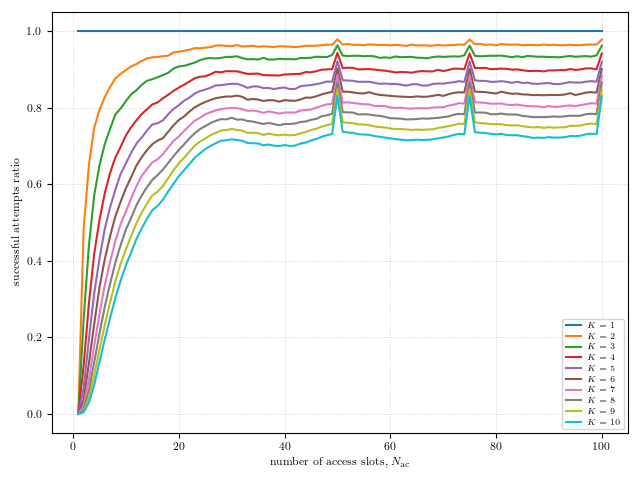 1.0
0.8
0.6
0.4
0.2
0.0
successful attempts ratio
K = 1
K = 2
K = 3
K = 4
K = 5
K = 6
K = 7
K = 8
K = 9
K = 10
0 20 40 60 80 100
number of access slots, N_ac